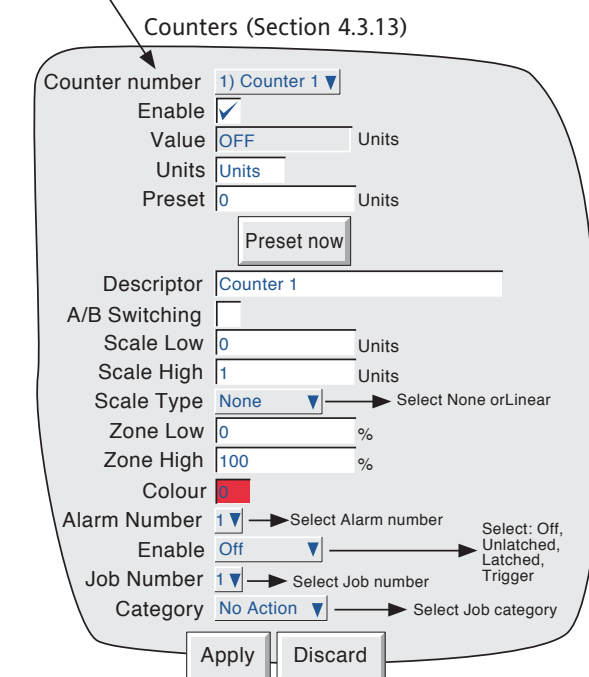 Counters (Section 4.3.13)
Counter number 1) Counter 1
Enable
Value OFF Units
Units Units
Preset 0 Units
Preset now
Descriptor Counter 1
A/B Switching
Scale Low 0 Units
Scale High 1 Units
Scale Type None Select None orLinear
Zone Low 0 %
Zone High 100 %
Colour 0
Alarm Number 1 Select Alarm number
Enable Off Select: Off,
Unlatched,
Latched,
Trigger
Job Number 1 Select Job number
Category No Action Select Job category
Apply Discard